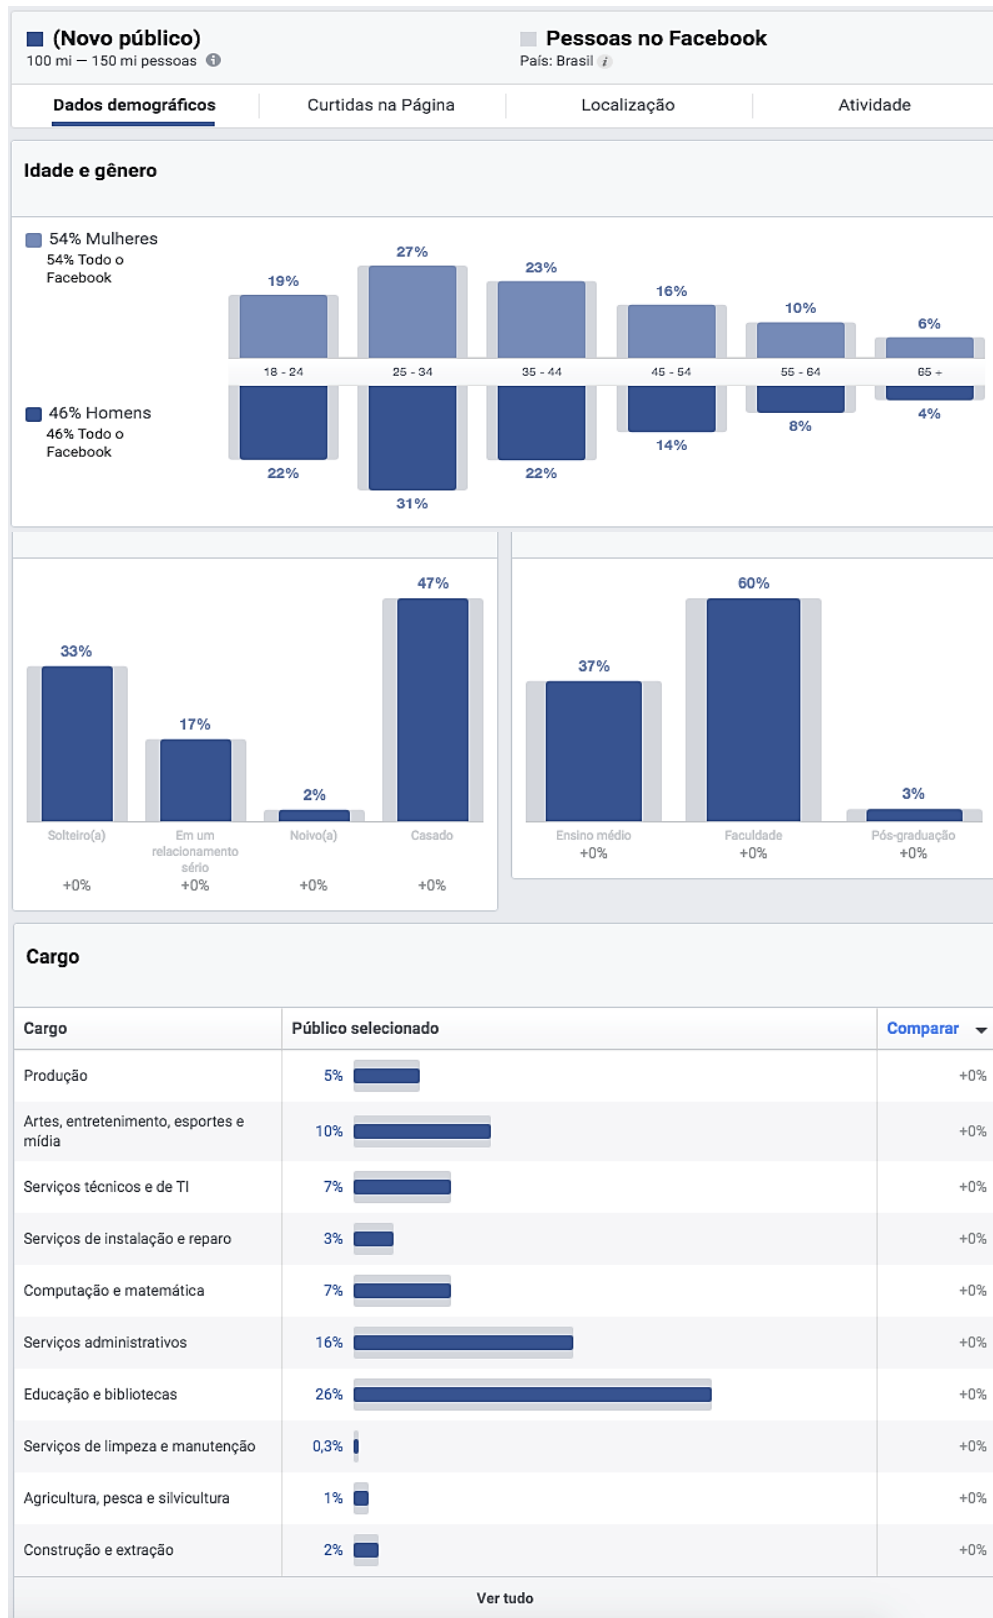 (Novo público)
100 mi — 150 mi pessoas i
Pessoas no Facebook
País: Brasil i
Dados demográficos
Curtidas na Página
Localização
Atividade
Idade e gênero
54% Mulheres
54% Todo o
Facebook
19%
27%
23%
16%
10%
6%
18 - 24
25 - 34
35 - 44
45 - 54
55 - 64
65 +
46% Homens
46% Todo o
Facebook
22%
31%
22%
14%
8%
4%
33%
17%
2%
47%
Solteiro(a)
Em um
relacionamento
sério
Noivo(a)
Casado
+0%
+0%
+0%
+0%
37%
60%
3%
Ensino médio
Faculdade
Pós-graduação
+0%
+0%
+0%
Cargo
Cargo
Público selecionado
Comparar
Produção
5%
+0%
Artes, entretenimento, esportes e
mídia
10%
+0%
Serviços técnicos e de TI
7%
+0%
Serviços de instalação e reparo
3%
+0%
Computação e matemática
7%
+0%
Serviços administrativos
16%
+0%
Educação e bibliotecas
26%
+0%
Serviços de limpeza e manutenção
0,3%
+0%
Agricultura, pesca e silvicultura
1%
+0%
Construção e extração
2%
+0%
Ver tudo